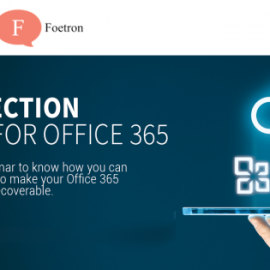 F
Foetron
ECTION
FOR OFFICE 365
nar to know how you can
o make your Office 365
coverable.